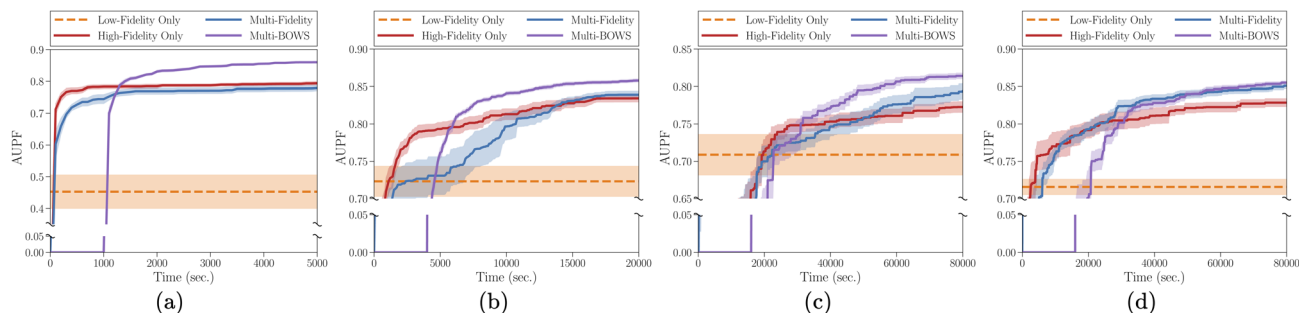 Low-Fidelity Only Multi-Fidelity
High-Fidelity Only Multi-BOWS
0.9
0.8
0.7
0.6
0.5
0.4
0.05
0.00
AUPF
0 1000 2000 3000 4000 5000
Time (sec.)
(a)
Low-Fidelity Only Multi-Fidelity
High-Fidelity Only Multi-BOWS
0.90
0.85
0.80
0.75
0.70
0.05
0.00
AUPF
0 5000 10000 15000 20000
Time (sec.)
(b)
Low-Fidelity Only Multi-Fidelity
High-Fidelity Only Multi-BOWS
0.85
0.80
0.75
0.70
0.65
0.05
0.00
AUPF
0 20000 40000 60000 80000
Time (sec.)
(c)
Low-Fidelity Only Multi-Fidelity
High-Fidelity Only Multi-BOWS
0.90
0.85
0.80
0.75
0.70
0.05
0.00
AUPF
0 20000 40000 60000 80000
Time (sec.)
(d)